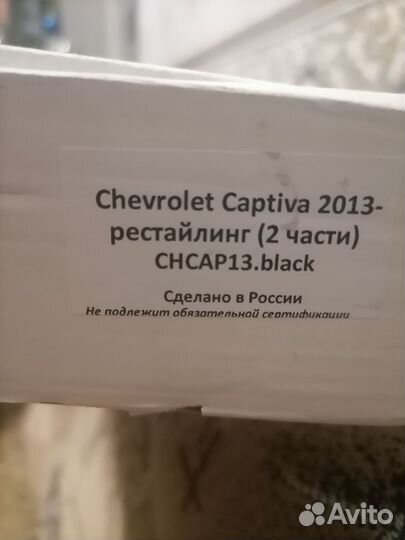 Chevrolet Captiva 2013-
рестайлинг (2 части)
CHCAP13.black
Сделано в России
Не подлежит обязательной сертификации
Avito